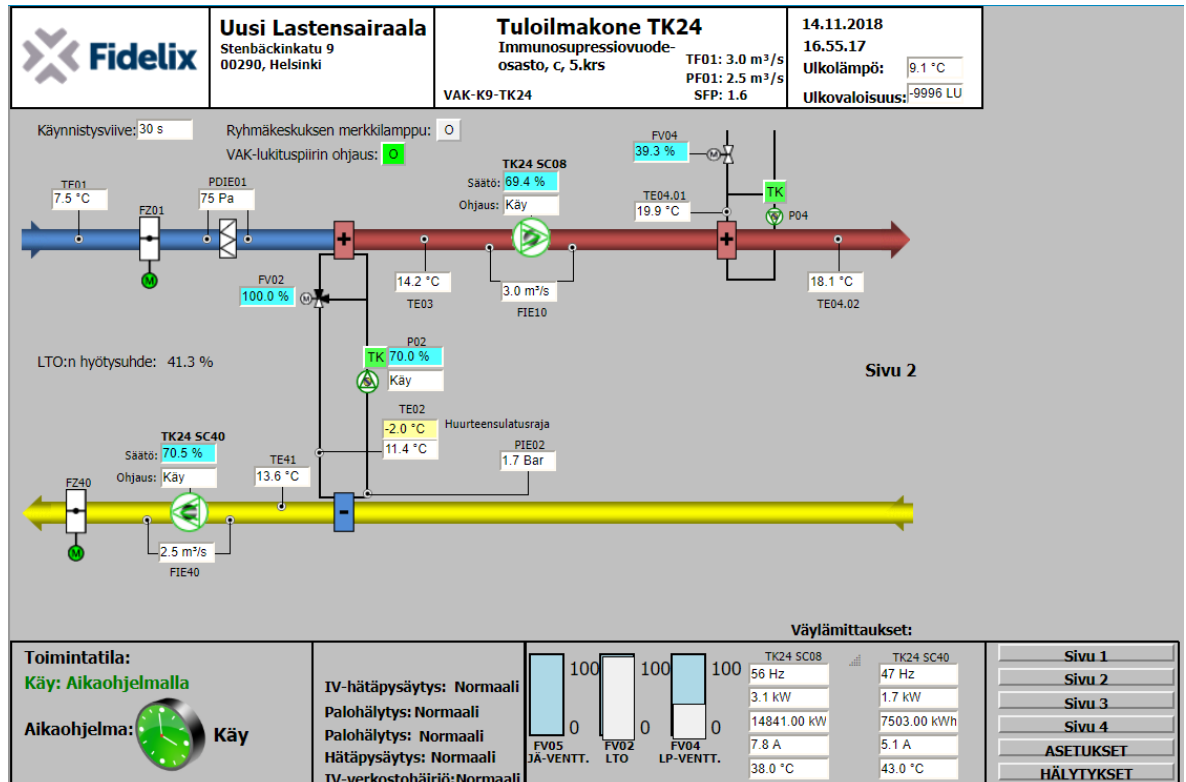 Fidelix
Uusi Lastensairaala
Stenbäckinkatu 9
00290, Helsinki
Tuloilmakone TK24
Immunosupressiovuode-
osasto, c, 5.krs
TF01: 3.0 m³/s
PF01: 2.5 m³/s
VAK-K9-TK24
SFP: 1.6
14.11.2018
16.55.17
Ulkolämpö: 9.1 °C
Ulkovaloisuus: -9996 LU
Käynnistysviive: 30 s
Ryhmäkeskuksen merkkilamppu: O
VAK-lukituspiirin ohjaus: O
TE01
7.5 °C
FZ01
M
PDIE01
75 Pa
TK24 SC08
Säätö: 69.4 %
Ohjaus: Käy
FV04
39.3 %
M
TE04.01
19.9 °C
TK
P04
+
+
FV02
100.0 %
M
14.2 °C
TE03
3.0 m³/s
FIE10
18.1 °C
TE04.02
LTO:n hyötysuhde: 41.3 %
P02
TK 70.0 %
Käy
Sivu 2
TE02
-2.0 °C Huurteensulatusraja
11.4 °C
PIE02
1.7 Bar
TK24 SC40
Säätö: 70.5 %
Ohjaus: Käy
TE41
13.6 °C
FZ40
M
-
2.5 m³/s
FIE40
Väylämittaukset:
Toimintatila:
Käy: Aikaohjelmalla
Aikaohjelma: Käy
IV-hätäpysäytys: Normaali
Palohälytys: Normaali
Palohälytys: Normaali
Hätäpysäytys: Normaali
IV-verkostohäiriö: Normaali
100
0
FV05
JÄ-VENTT.
100
0
FV02
LTO
100
0
FV04
LP-VENTT.
TK24 SC08
56 Hz
3.1 kW
14841.00 kW
7.8 A
38.0 °C
TK24 SC40
47 Hz
1.7 kW
7503.00 kWh
5.1 A
43.0 °C
Sivu 1
Sivu 2
Sivu 3
Sivu 4
ASETUKSET
HÄLYTYKSET